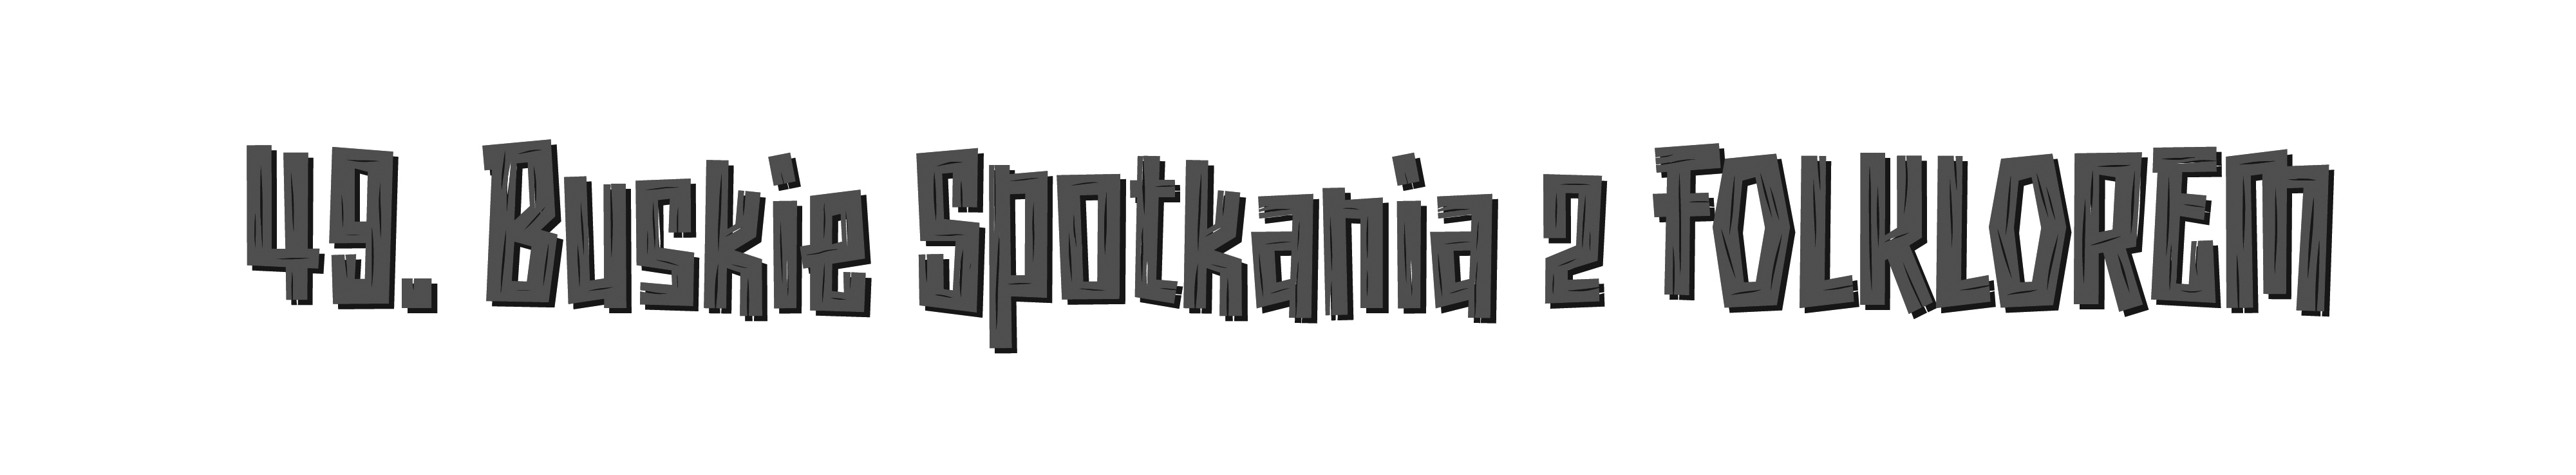 49. Buskie Spotkania z FOLKLOREM